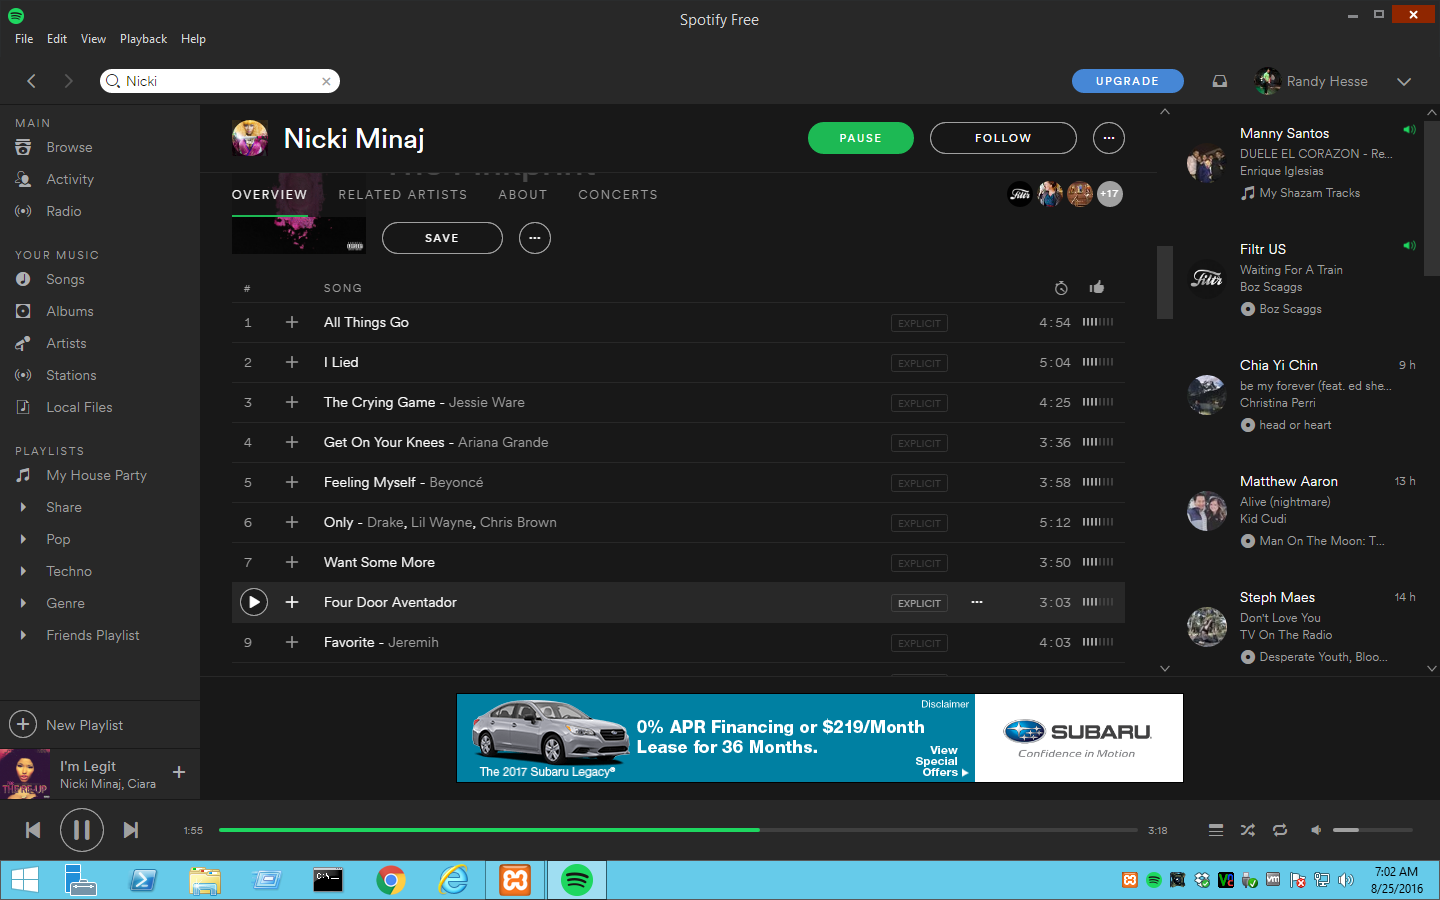 Spotify Free
File Edit View Playback Help
Nicki
UPGRADE
Randy Hesse
MAIN
Browse
Activity
Radio
YOUR MUSIC
Songs
Albums
Artists
Stations
Local Files
PLAYLISTS
My House Party
Share
Pop
Techno
Genre
Friends Playlist
New Playlist
I'm Legit
Nicki Minaj, Ciara
Nicki Minaj
PAUSE
FOLLOW
OVERVIEW RELATED ARTISTS ABOUT CONCERTS
Filtr
+17
SAVE
# SONG
1 All Things Go EXPLICIT 4:54
2 I Lied EXPLICIT 5:04
3 The Crying Game - Jessie Ware EXPLICIT 4:25
4 Get On Your Knees - Ariana Grande EXPLICIT 3:36
5 Feeling Myself - Beyoncé EXPLICIT 3:58
6 Only - Drake, Lil Wayne, Chris Brown EXPLICIT 5:12
7 Want Some More EXPLICIT 3:50
Four Door Aventador EXPLICIT 3:03
9 Favorite - Jeremih EXPLICIT 4:03
Manny Santos
DUELE EL CORAZON - Re...
Enrique Iglesias
My Shazam Tracks
Filtr
Filtr US
Waiting For A Train
Boz Scaggs
Boz Scaggs
Chia Yi Chin 9 h
be my forever (feat. ed she...
Christina Perri
head or heart
Matthew Aaron 13 h
Alive (nightmare)
Kid Cudi
Man On The Moon: T...
Steph Maes 14 h
Don't Love You
TV On The Radio
Desperate Youth, Bloo...
Disclaimer
0% APR Financing or $219/Month
Lease for 36 Months.
View
Special
Offers
The 2017 Subaru Legacy®
SUBARU
Confidence in Motion
1:55
3:18
7:02 AM
8/25/2016